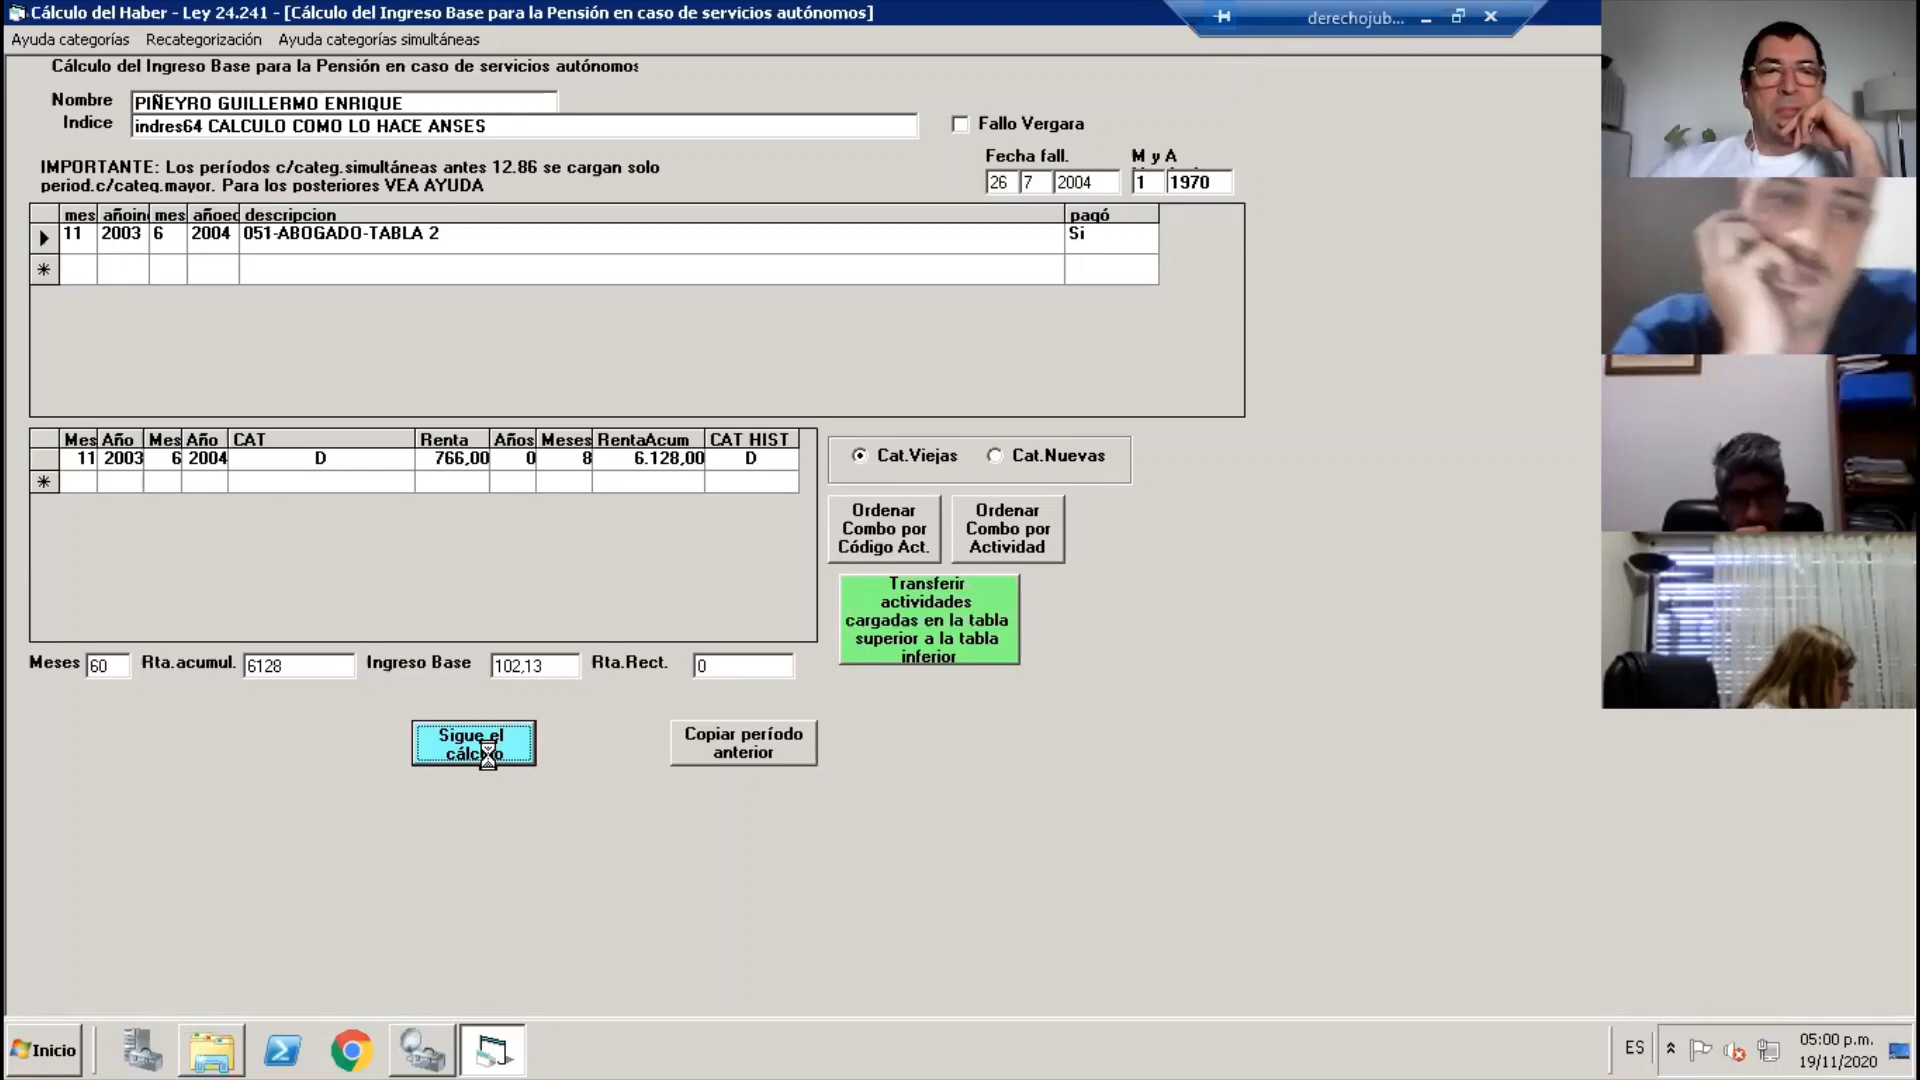 Cálculo del Haber - Ley 24.241 - [Cálculo del Ingreso Base para la Pensión en caso de servicios autónomos]
derechojub...
Ayuda categorías Recategorización Ayuda categorías simultáneas
Cálculo del Ingreso Base para la Pensión en caso de servicios autónomos
Nombre PIÑEYRO GUILLERMO ENRIQUE
Indice indres64 CALCULO COMO LO HACE ANSES
Fallo Vergara
IMPORTANTE: Los períodos c/categ.simultáneas antes 12.86 se cargan solo
period.c/categ.mayor. Para los posteriores VEA AYUDA
Fecha fall. M y A
26 7 2004 1 1970
mes añoin mes añoec descripcion pagó
11 2003 6 2004 051-ABOGADO-TABLA 2 Si
Mes Año Mes Año CAT Renta Años Meses RentaAcum CAT HIST
11 2003 6 2004 D 766,00 0 8 6.128,00 D
Cat.Viejas Cat.Nuevas
Ordenar
Combo por
Código Act.
Ordenar
Combo por
Actividad
Transferir
actividades
cargadas en la tabla
superior a la tabla
inferior
Meses 60 Rta.acumul. 6128 Ingreso Base 102,13 Rta.Rect. 0
Sigue el
cálculo
Copiar período
anterior
Inicio
ES
05:00 p.m.
19/11/2020